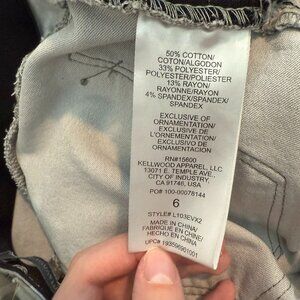 50% COTTON/
COTON/ALGODON
33% POLYESTER/
POLYESTER/POLIESTER
13% RAYON/
RAYONNE/RAYON
4% SPANDEX/SPANDEX/
SPANDEX
EXCLUSIVE OF
ORNAMENTATION/
EXCLUSIVE DE
L'ORNEMENTATION/
EXCLUSIVO DE
ORNAMENTACION
RN#15600
KELLWOOD APPAREL, LLC
13071 E. TEMPLE AVE.,
CITY OF INDUSTRY,
CA 91746, USA
PO# 100-00078144
6
STYLE# L103EVX2
MADE IN CHINA/
FABRIQUE EN CHINE/
HECHO EN CHINA
UPC# 193596901001